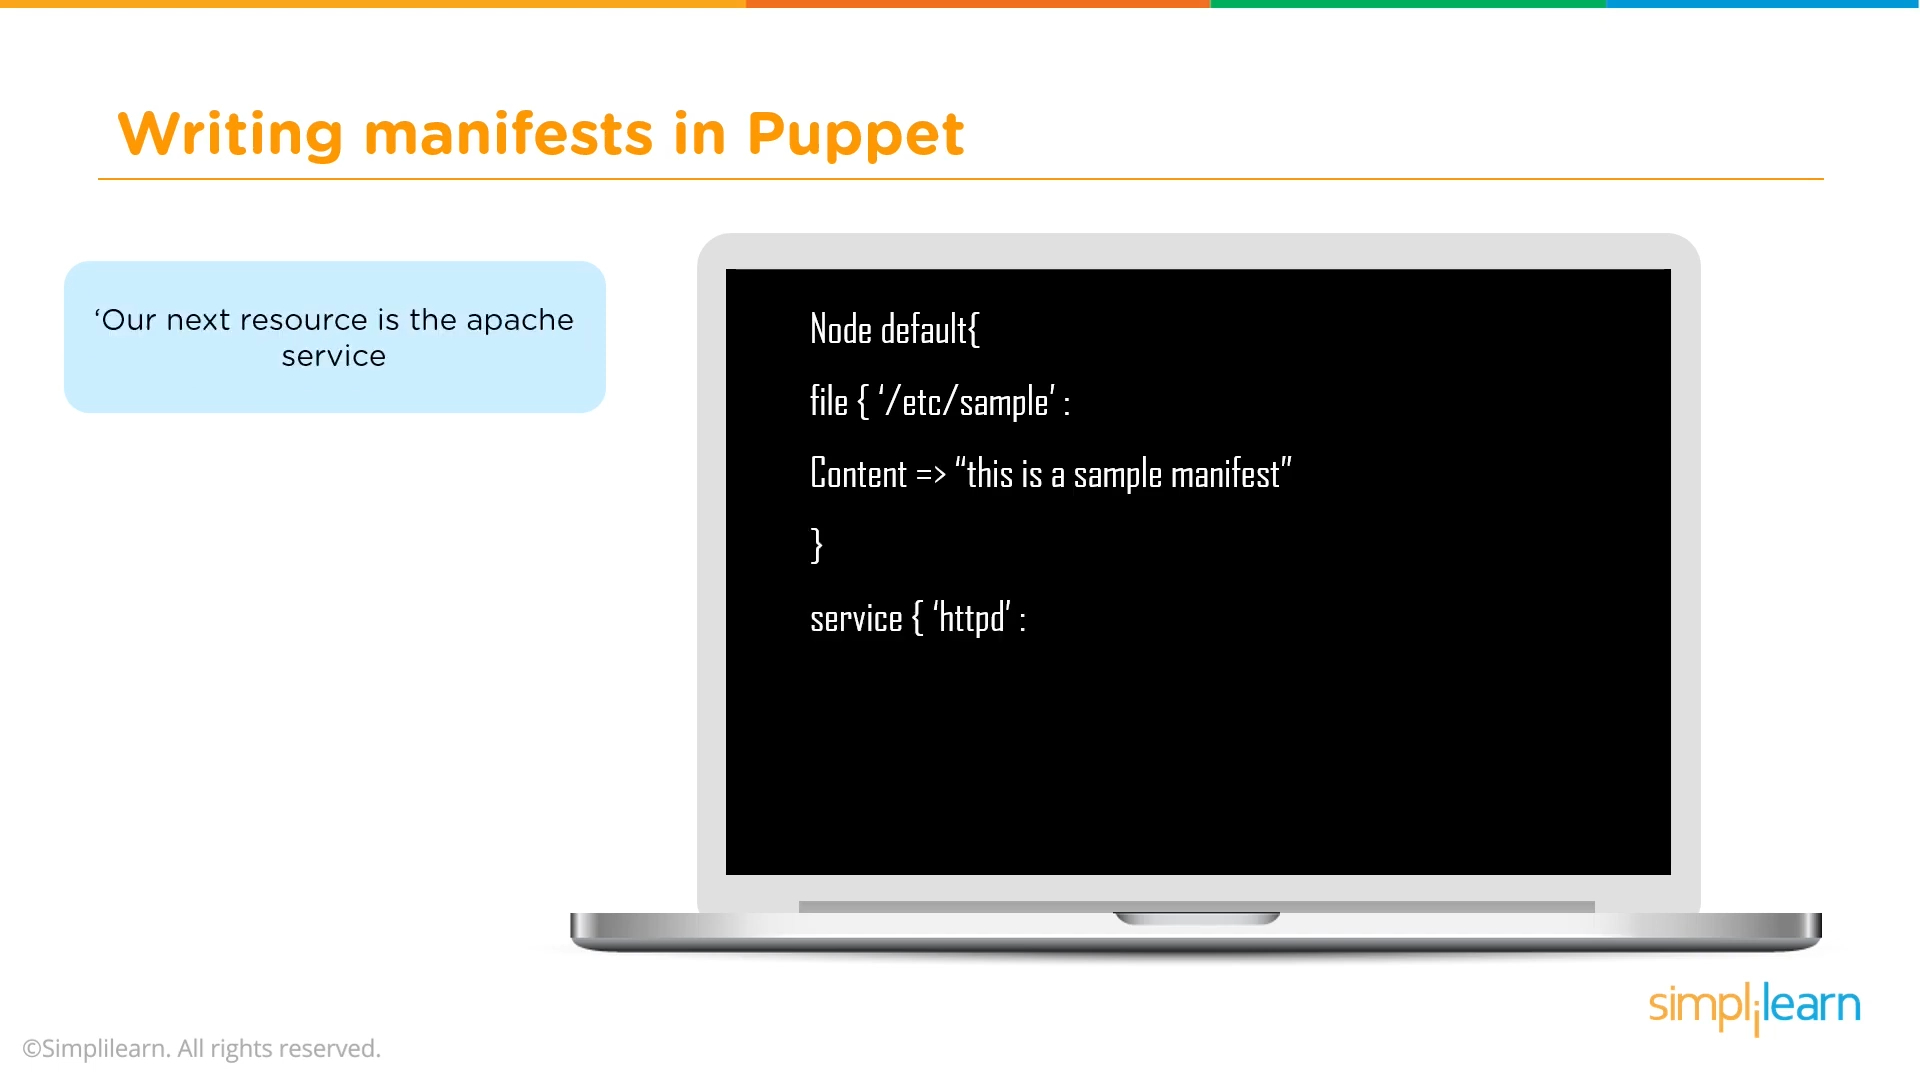 Writing manifests in Puppet
‘Our next resource is the apache
service
Node default{
file { ‘/etc/sample’ :
Content => “this is a sample manifest”
}
service { ‘httpd’ :
simplilearn
©Simplilearn. All rights reserved.